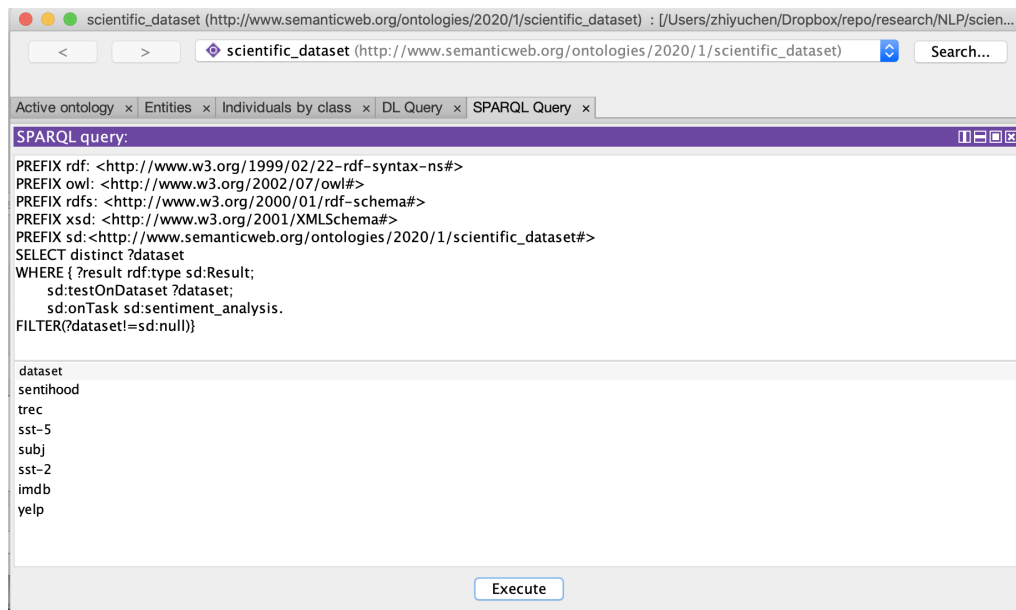 scientific_dataset (http://www.semanticweb.org/ontologies/2020/1/scientific_dataset)  : [/Users/zhiyuchen/Dropbox/repo/research/NLP/scien...
< > scientific_dataset (http://www.semanticweb.org/ontologies/2020/1/scientific_dataset) Search...
Active ontology × Entities × Individuals by class × DL Query × SPARQL Query ×
SPARQL query:
PREFIX rdf: <http://www.w3.org/1999/02/22-rdf-syntax-ns#>
PREFIX owl: <http://www.w3.org/2002/07/owl#>
PREFIX rdfs: <http://www.w3.org/2000/01/rdf-schema#>
PREFIX xsd: <http://www.w3.org/2001/XMLSchema#>
PREFIX sd:<http://www.semanticweb.org/ontologies/2020/1/scientific_dataset#>
SELECT distinct ?dataset
WHERE { ?result rdf:type sd:Result;
sd:testOnDataset ?dataset;
sd:onTask sd:sentiment_analysis.
FILTER(?dataset!=sd:null)}
dataset
sentihood
trec
sst-5
subj
sst-2
imdb
yelp
Execute